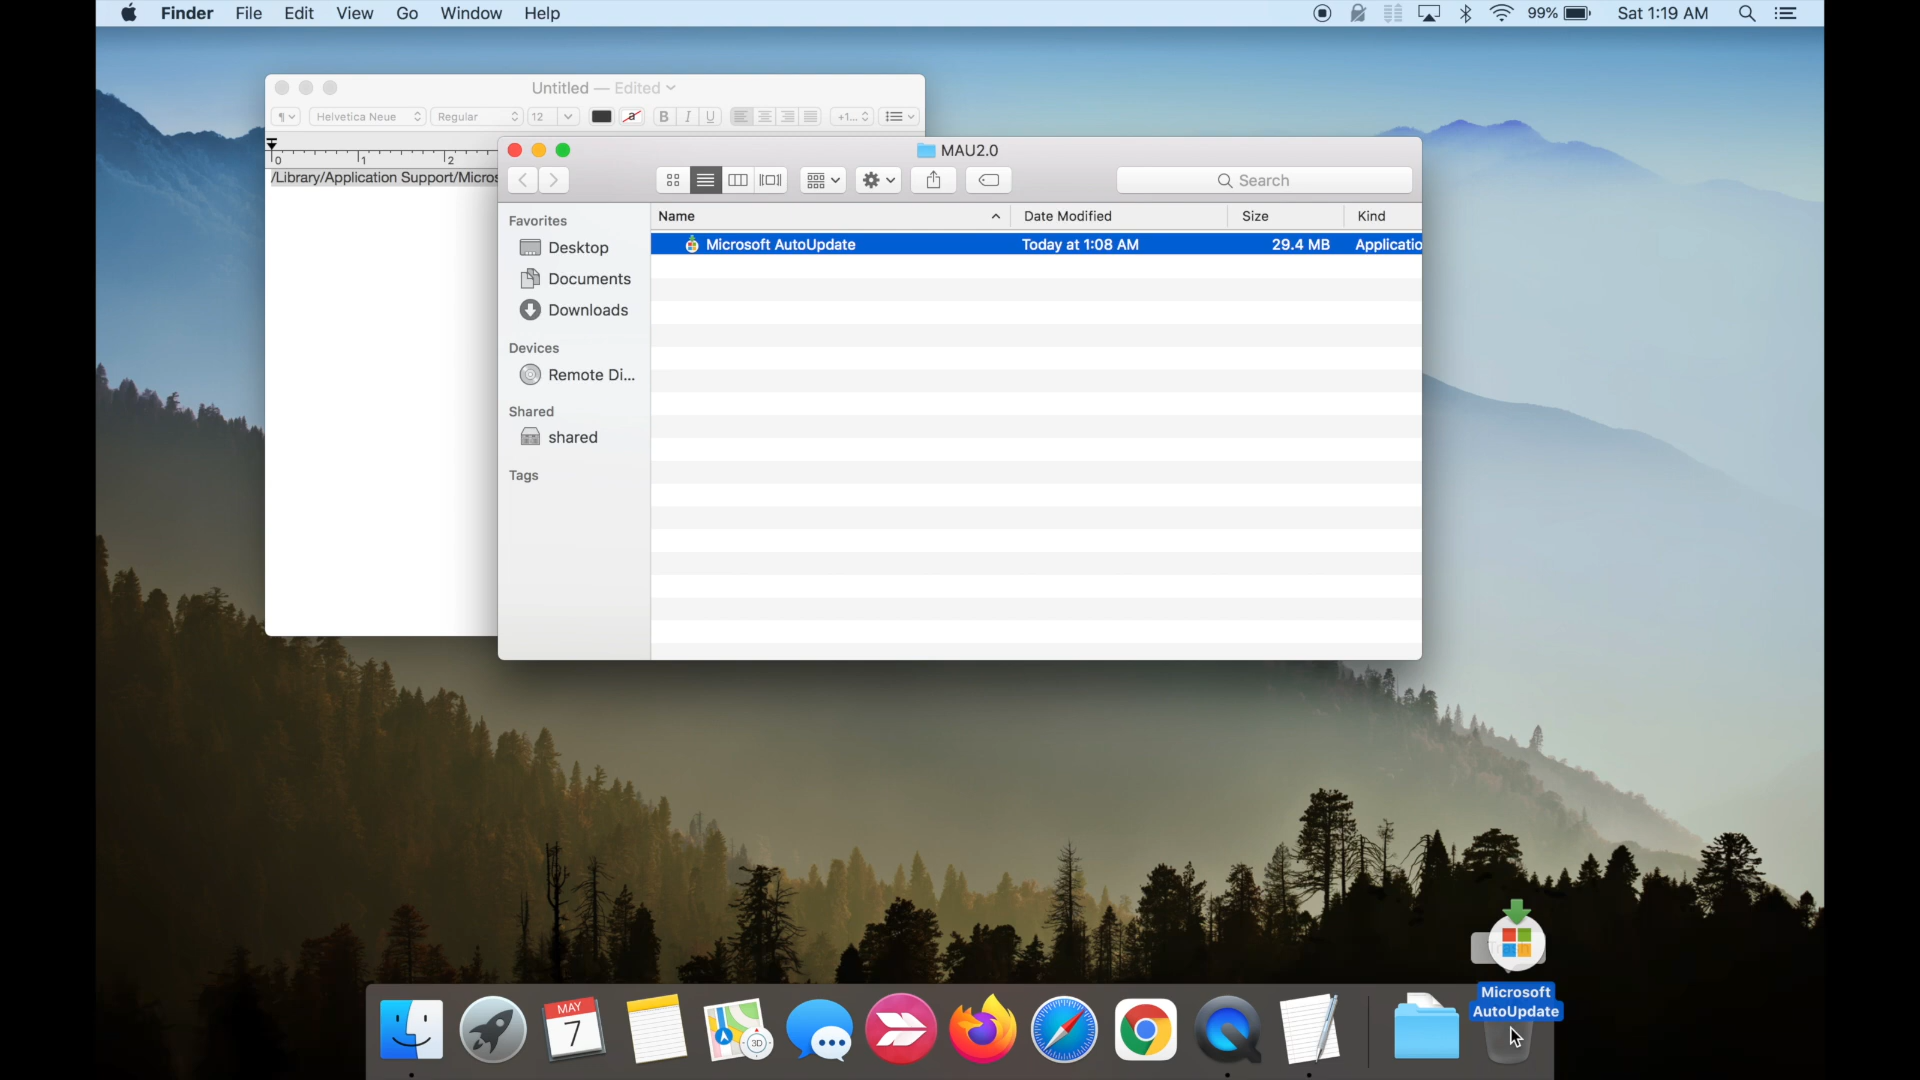 Finder File Edit View Go Window Help
99% Sat 1:19 AM
Untitled — Edited
Helvetica Neue Regular 12 a B I U +1...
0 1 2
/Library/Application Support/Micros
MAU2.0
Search
Favorites
Desktop
Documents
Downloads
Devices
Remote Di...
Shared
shared
Tags
Name Date Modified Size Kind
Microsoft AutoUpdate Today at 1:08 AM 29.4 MB Applicatio
MAY
7
3D
Microsoft
AutoUpdate